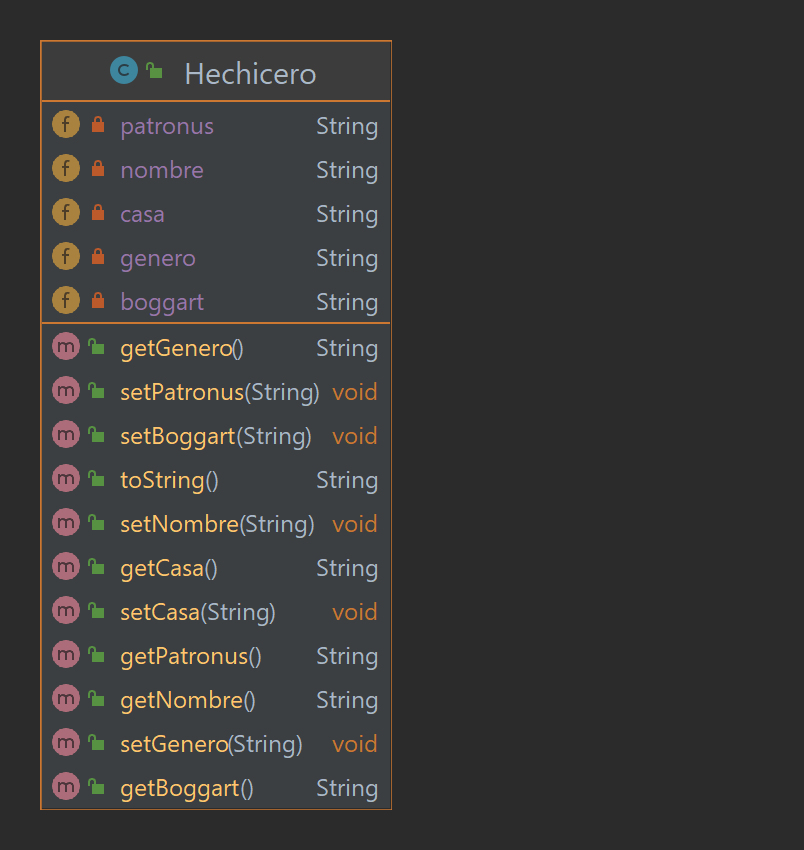 C Hechicero
f patronus String
f nombre String
f casa String
f genero String
f boggart String
m getGenero() String
m setPatronus(String) void
m setBoggart(String) void
m toString() String
m setNombre(String) void
m getCasa() String
m setCasa(String) void
m getPatronus() String
m getNombre() String
m setGenero(String) void
m getBoggart() String